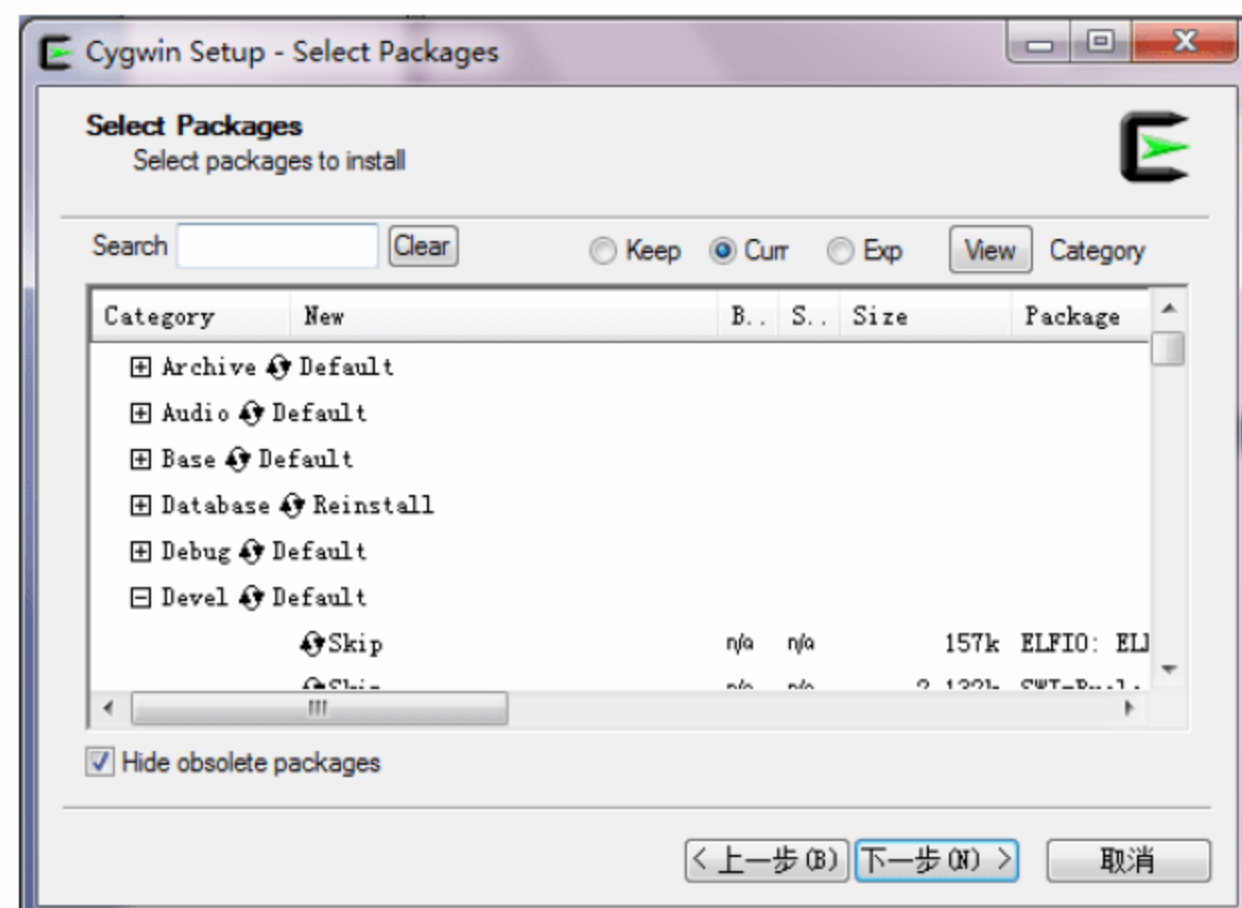 Cygwin Setup - Select Packages
Select Packages
Select packages to install
Search Clear Keep Curr Exp View Category
Category New B.. S.. Size Package
Archive Default
Audio Default
Base Default
Database Reinstall
Debug Default
Devel Default
Skip n/a n/a 157k ELFIO:
Skip n/a n/a
Hide obsolete packages
< 上一步(B) 下一步(N) > 取消